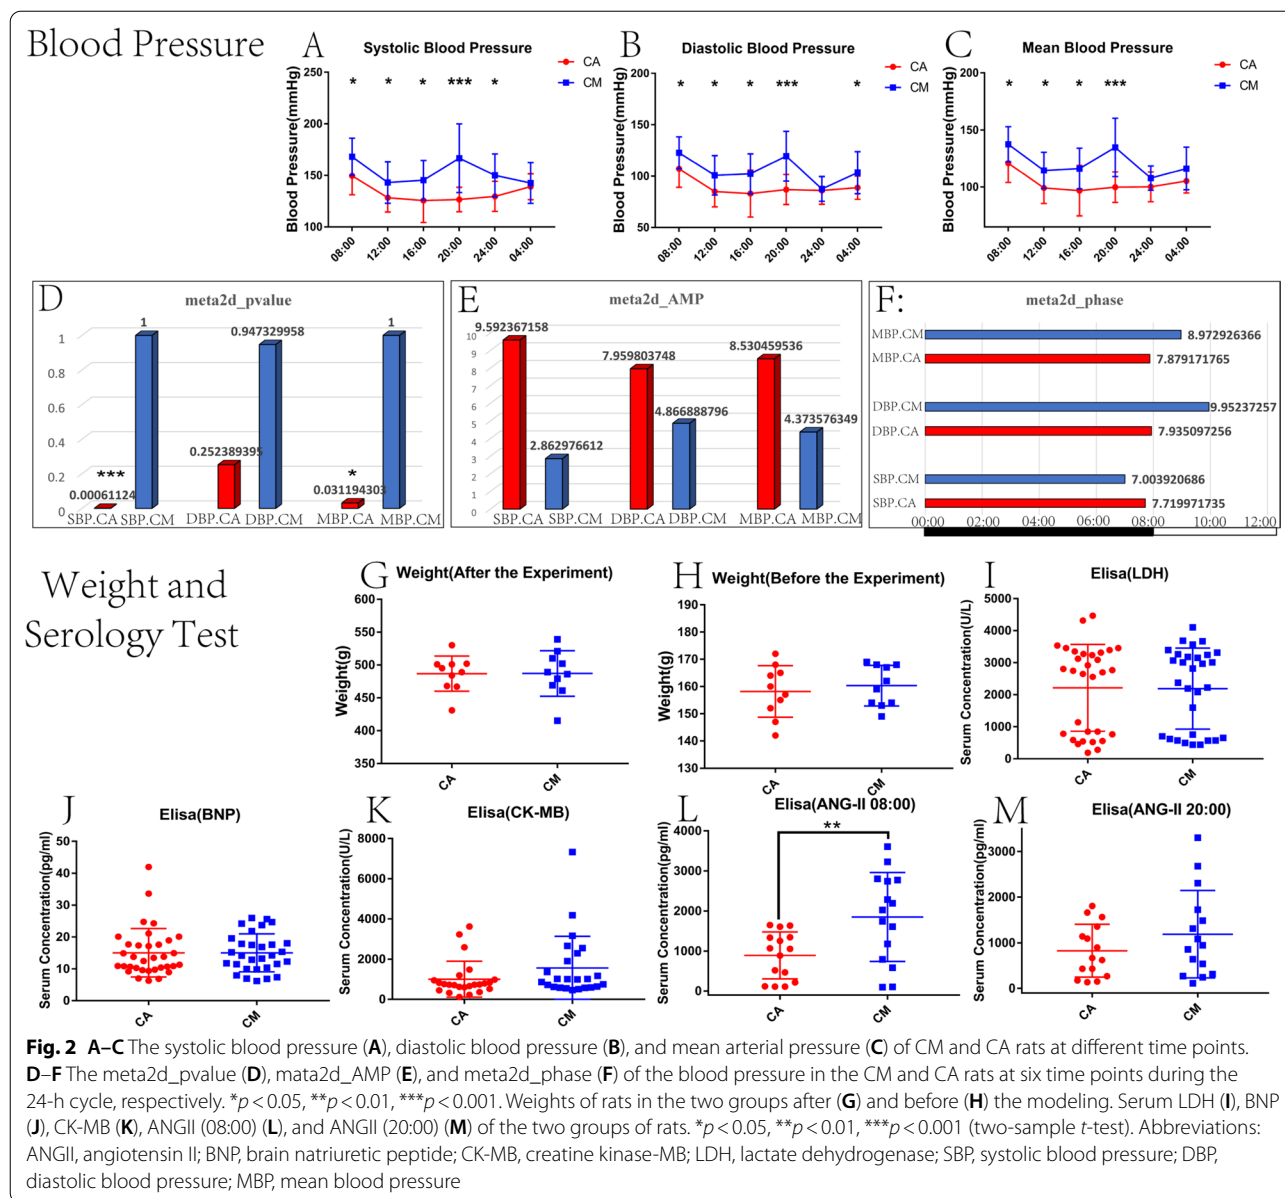 Blood Pressure
A
Systolic Blood Pressure
CA
CM
Blood Pressure(mmHg)
250
200
150
100
* * * *** *
08:00 12:00 16:00 20:00 24:00 04:00
B
Diastolic Blood Pressure
CA
CM
Blood Pressure(mmHg)
200
150
100
50
* * * *** *
08:00 12:00 16:00 20:00 24:00 04:00
C
Mean Blood Pressure
CA
CM
Blood Pressure(mmHg)
200
150
100
* * * ***
08:00 12:00 16:00 20:00 24:00 04:00
D
meta2d_pvalue
1
0.8
0.6
0.4
0.2
0
***
0.00061124
1
0.252389395
0.947329958
*
0.031194303
1
SBP.CA SBP.CM DBP.CA DBP.CM MBP.CA MBP.CM
E
meta2d_AMP
10
9
8
7
6
5
4
3
2
1
0
9.592367158
2.862976612
7.959803748
4.866888796
8.530459536
4.373576349
SBP.CA SBP.CM DBP.CA DBP.CM MBP.CA MBP.CM
F:
meta2d_phase
MBP.CM 8.972926366
MBP.CA 7.879171765
DBP.CM 9.95237257
DBP.CA 7.935097256
SBP.CM 7.003920686
SBP.CA 7.719971735
00:00 02:00 04:00 06:00 08:00 10:00 12:00
Weight and
Serology Test
G
Weight(After the Experiment)
Weight(g)
600
550
500
450
400
350
CA CM
H
Weight(Before the Experiment)
Weight(g)
190
180
170
160
150
140
130
CA CM
I
Elisa(LDH)
Serum Concentration(U/L)
5000
4000
3000
2000
1000
0
CA CM
J
Elisa(BNP)
Serum Concentration(pg/ml)
50
40
30
20
10
0
CA CM
K
Elisa(CK-MB)
Serum Concentration(U/L)
8000
6000
4000
2000
0
CA CM
L
Elisa(ANG-II 08:00)
Serum Concentration(pg/ml)
4000
3000
2000
1000
0
**
CA CM
M
Elisa(ANG-II 20:00)
Serum Concentration(pg/ml)
3000
2000
1000
0
CA CM
Fig. 2 A–C The systolic blood pressure (A), diastolic blood pressure (B), and mean arterial pressure (C) of CM and CA rats at different time points.
D–F The meta2d_pvalue (D), mata2d_AMP (E), and meta2d_phase (F) of the blood pressure in the CM and CA rats at six time points during the
24-h cycle, respectively. *p < 0.05, **p < 0.01, ***p < 0.001. Weights of rats in the two groups after (G) and before (H) the modeling. Serum LDH (I), BNP
(J), CK-MB (K), ANGII (08:00) (L), and ANGII (20:00) (M) of the two groups of rats. *p < 0.05, **p < 0.01, ***p < 0.001 (two-sample t-test). Abbreviations:
ANGII, angiotensin II; BNP, brain natriuretic peptide; CK-MB, creatine kinase-MB; LDH, lactate dehydrogenase; SBP, systolic blood pressure; DBP,
diastolic blood pressure; MBP, mean blood pressure